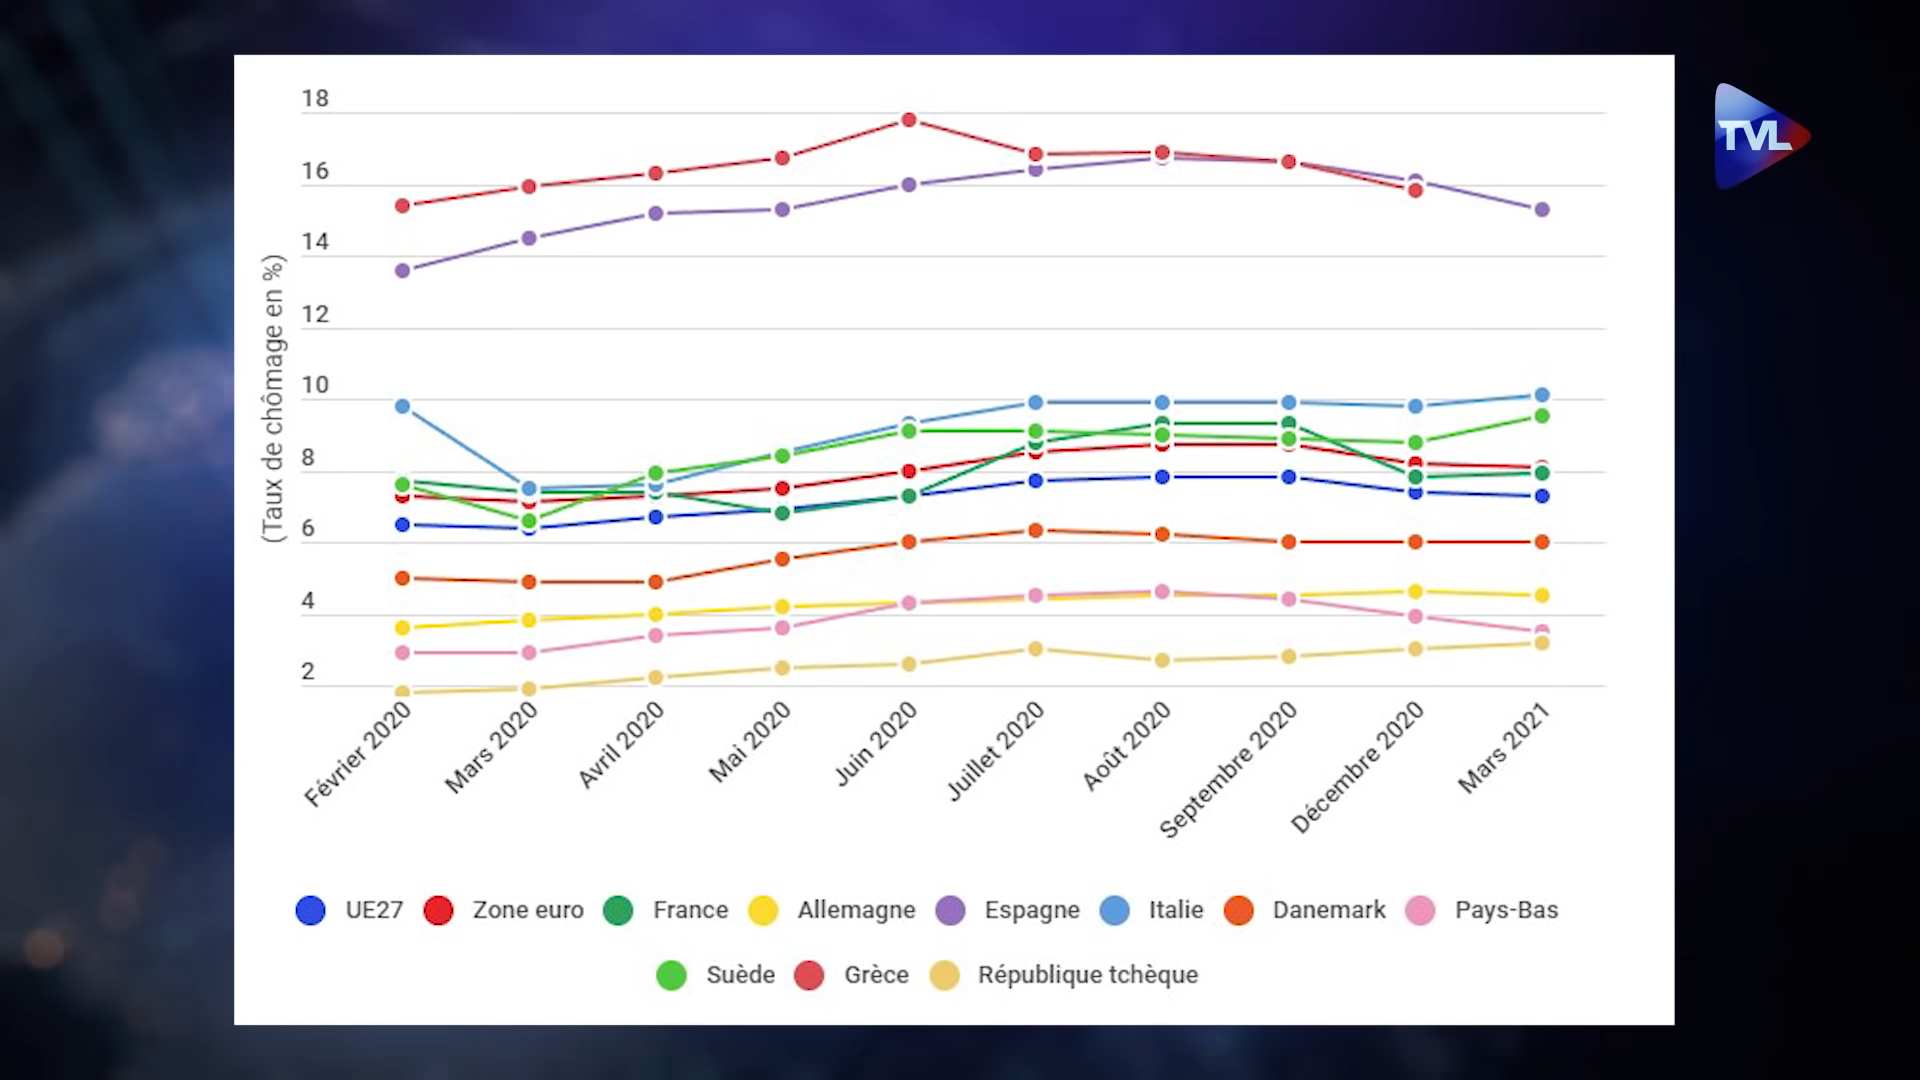 TVL
18
16
14
12
10
8
6
4
2
(Taux de chômage en %)
Février 2020
Mars 2020
Avril 2020
Mai 2020
Juin 2020
Juillet 2020
Août 2020
Septembre 2020
Décembre 2020
Mars 2021
UE27 Zone euro France Allemagne Espagne Italie Danemark Pays-Bas
Suède Grèce République tchèque